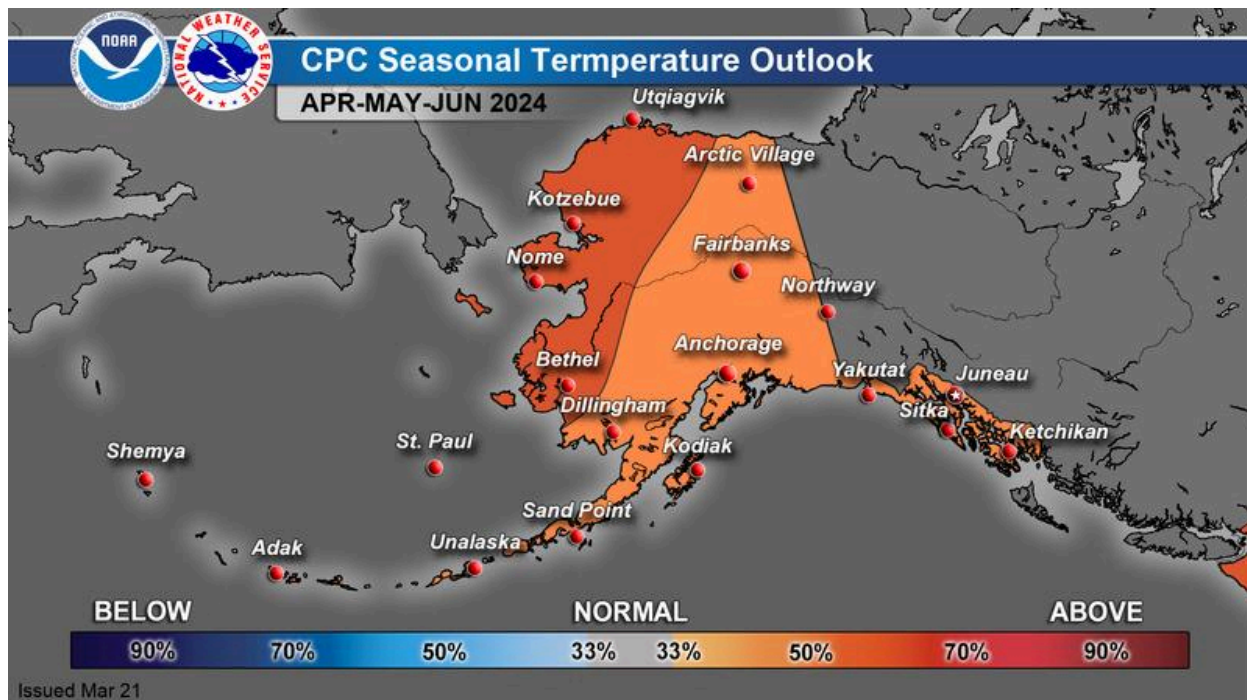 NOAA
NATIONAL WEATHER SERVICE
CPC Seasonal Termperature Outlook
APR-MAY-JUN 2024
Utqiagvik
Arctic Village
Kotzebue
Fairbanks
Nome
Northway
Bethel
Anchorage
Yakutat
Juneau
Dillingham
Sitka
Ketchikan
St. Paul
Kodiak
Shemya
Sand Point
Unalaska
Adak
BELOW NORMAL ABOVE
90% 70% 50% 33% 33% 50% 70% 90%
Issued Mar 21